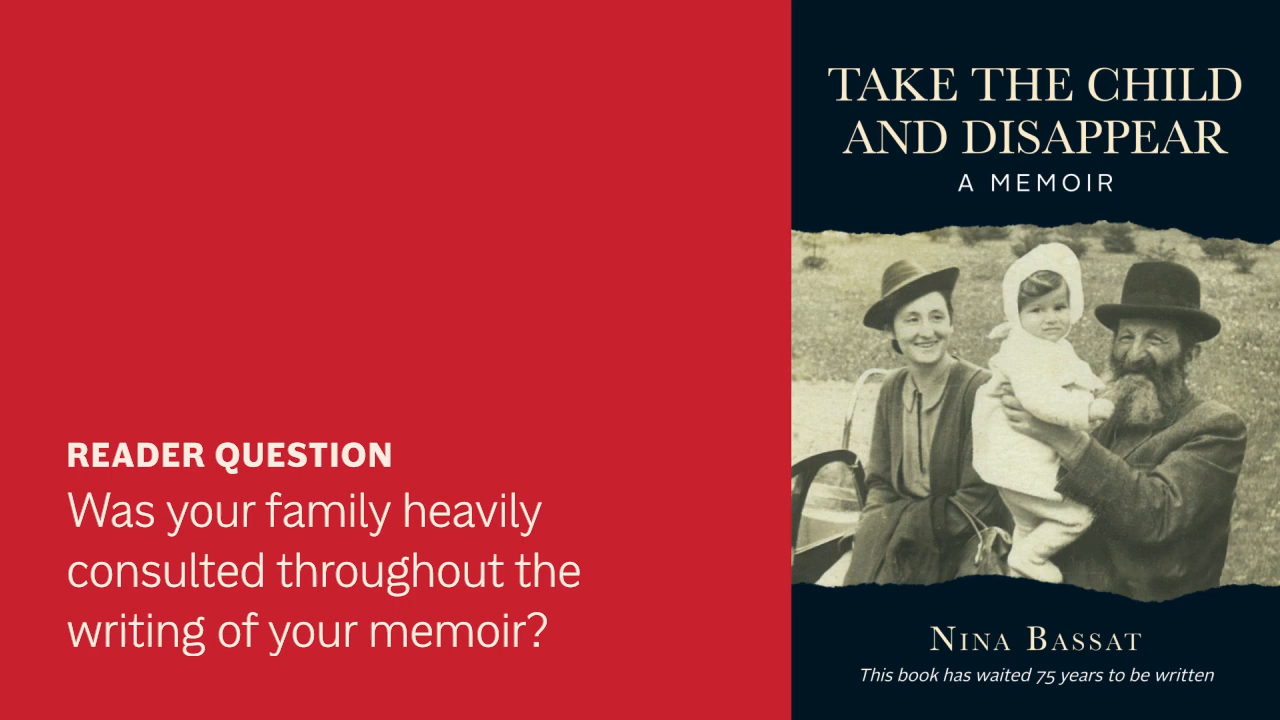 READER QUESTION
Was your family heavily
consulted throughout the
writing of your memoir?
TAKE THE CHILD
AND DISAPPEAR
A MEMOIR
NINA BASSAT
This book has waited 75 years to be written